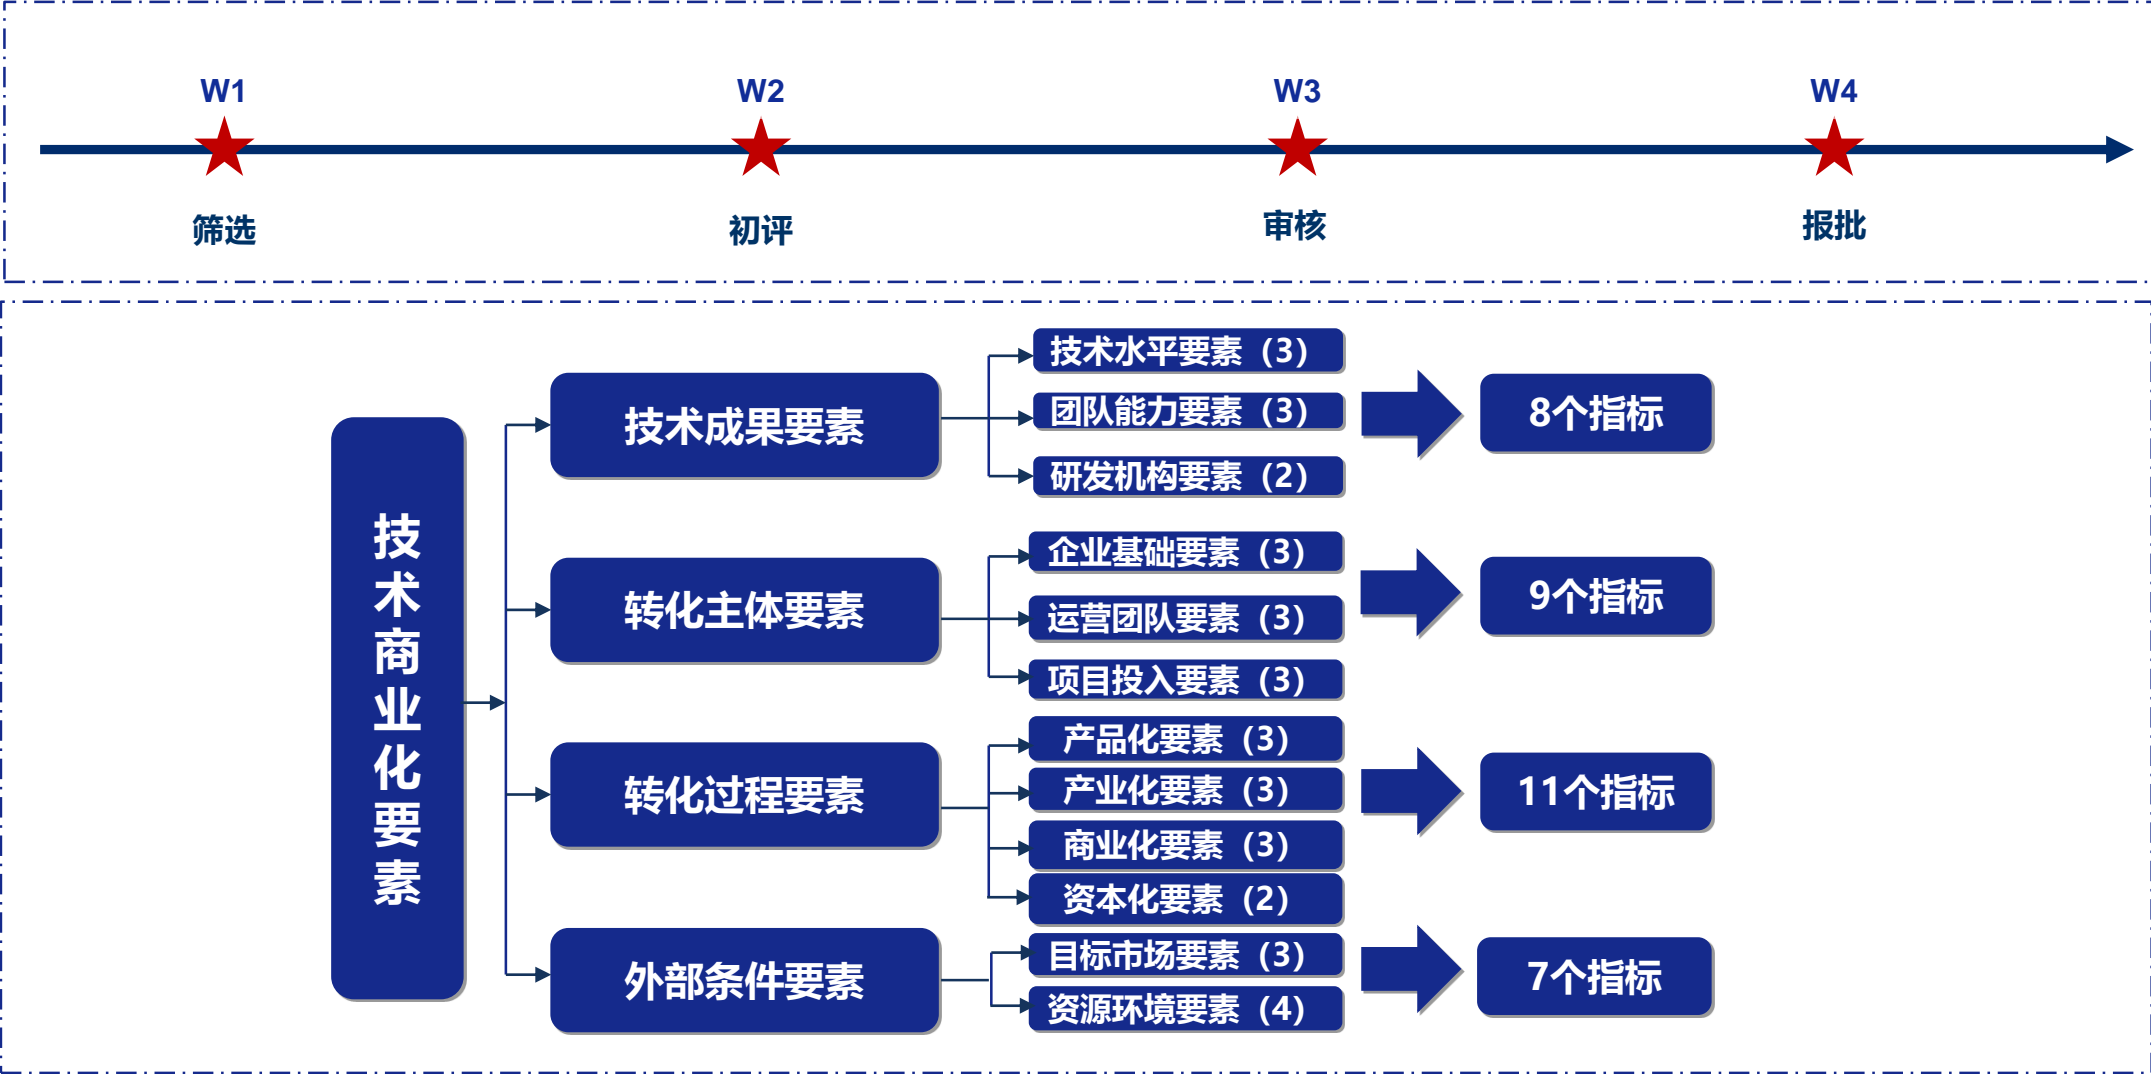 W1
W2
W3
W4
筛选
初评
审核
报批
技术商业化要素
技术成果要素
技术水平要素（3）
团队能力要素（3）
研发机构要素（2）
8个指标
转化主体要素
企业基础要素（3）
运营团队要素（3）
项目投入要素（3）
9个指标
转化过程要素
产品化要素（3）
产业化要素（3）
商业化要素（3）
资本化要素（2）
11个指标
外部条件要素
目标市场要素（3）
资源环境要素（4）
7个指标